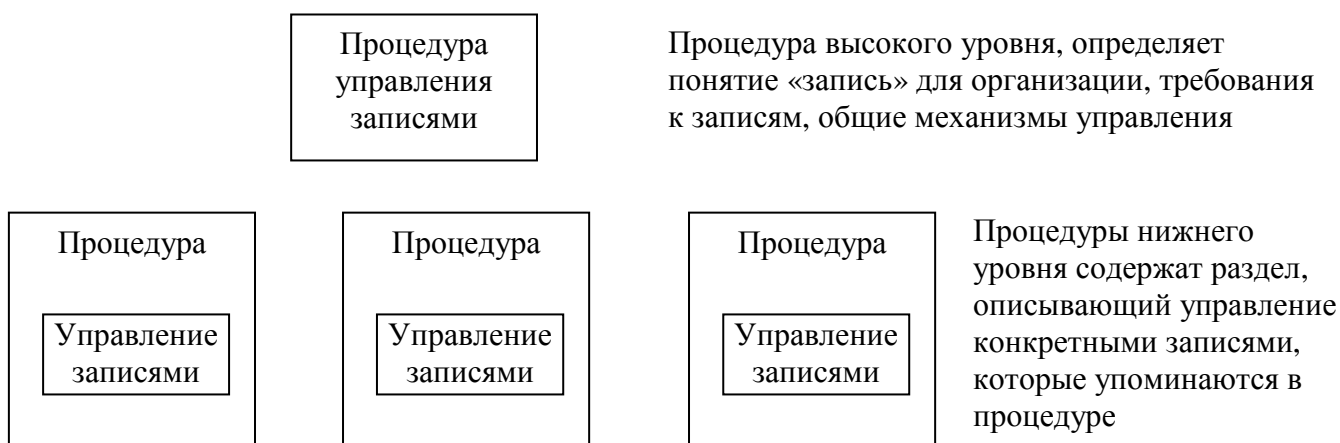 Процедура
управления
записями
Процедура высокого уровня, определяет
понятие «запись» для организации, требования
к записям, общие механизмы управления
Процедура
Управление
записями
Процедура
Управление
записями
Процедура
Управление
записями
Процедуры нижнего
уровня содержат раздел,
описывающий управление
конкретными записями,
которые упоминаются в
процедуре